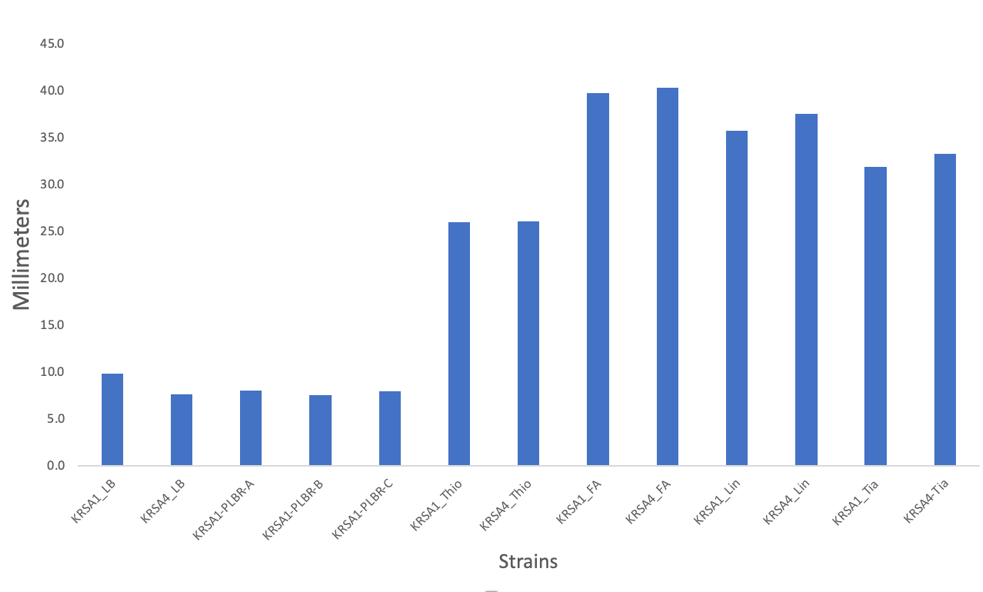 45.0
40.0
35.0
30.0
25.0
20.0
15.0
10.0
5.0
0.0
Millimeters
KRSA1_LB
KRSA4_LB
KRSA1-PLBR-A
KRSA1-PLBR-B
KRSA1-PLBR-C
KRSA1_Thio
KRSA4_Thio
KRSA1_FA
KRSA4_FA
KRSA1_Lin
KRSA4_Lin
KRSA1_Tia
KRSA4-Tia
Strains